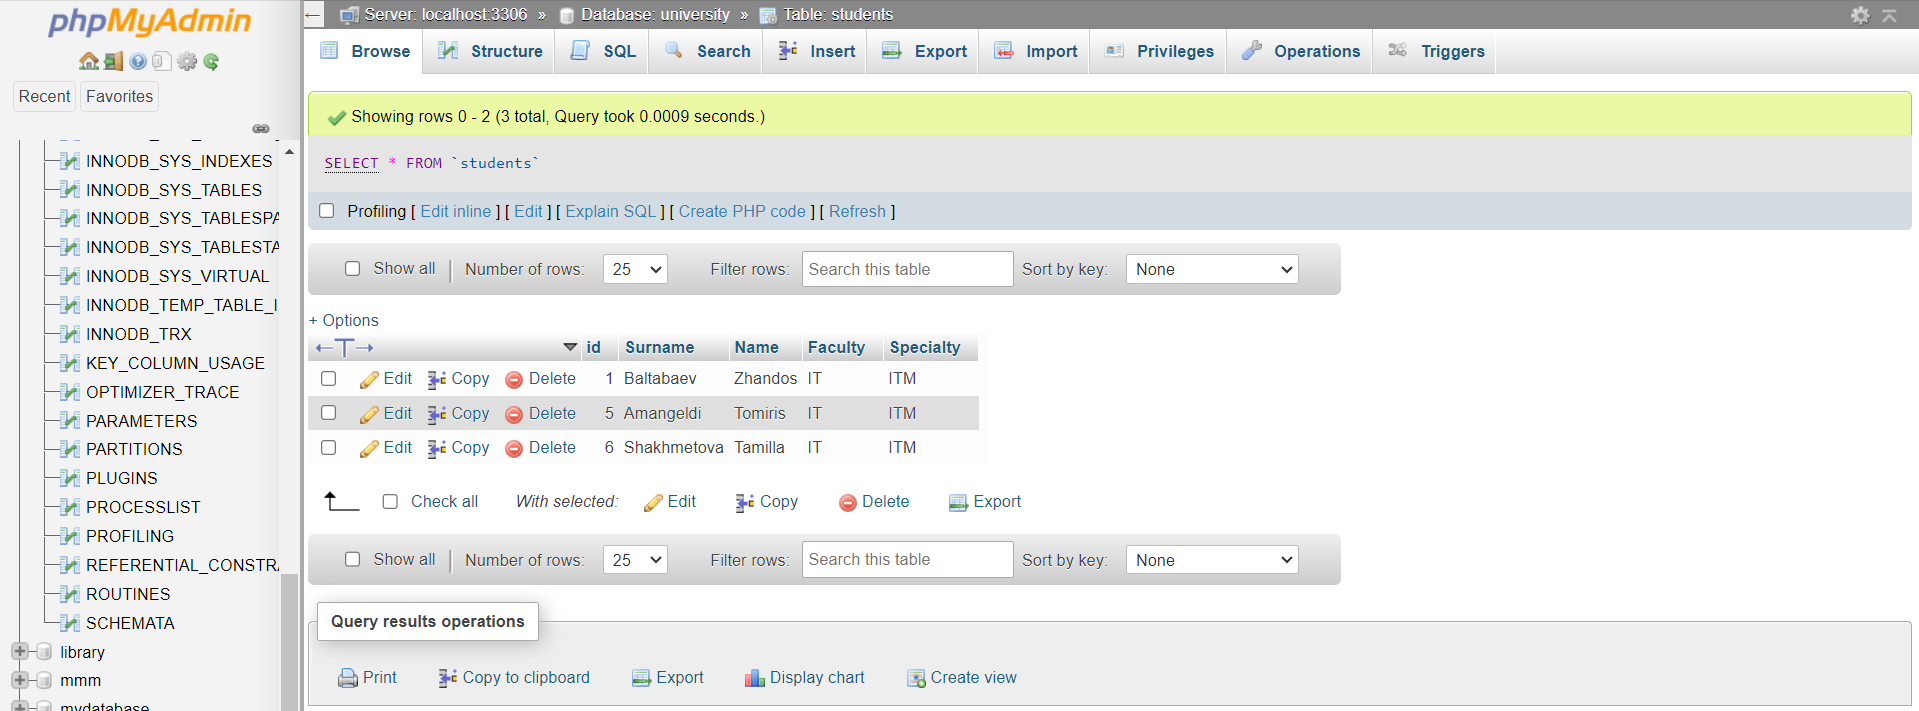 phpMyAdmin
Recent Favorites
INNODB_SYS_INDEXES
INNODB_SYS_TABLES
INNODB_SYS_TABLESPA
INNODB_SYS_TABLESTA
INNODB_SYS_VIRTUAL
INNODB_TEMP_TABLE_I
INNODB_TRX
KEY_COLUMN_USAGE
OPTIMIZER_TRACE
PARAMETERS
PARTITIONS
PLUGINS
PROCESSLIST
PROFILING
REFERENTIAL_CONSTRA
ROUTINES
SCHEMATA
library
mmm
mydatabase
Server: localhost:3306 » Database: university » Table: students
Browse Structure SQL Search Insert Export Import Privileges Operations Triggers
Showing rows 0 - 2 (3 total, Query took 0.0009 seconds.)
SELECT * FROM `students`
Profiling [ Edit inline ] [ Edit ] [ Explain SQL ] [ Create PHP code ] [ Refresh ]
Show all Number of rows: 25 Filter rows: Search this table Sort by key: None
+ Options
id Surname Name Faculty Specialty
Edit Copy Delete 1 Baltabaev Zhandos IT ITM
Edit Copy Delete 5 Amangeldi Tomiris IT ITM
Edit Copy Delete 6 Shakhmetova Tamilla IT ITM
Check all With selected: Edit Copy Delete Export
Show all Number of rows: 25 Filter rows: Search this table Sort by key: None
Query results operations
Print Copy to clipboard Export Display chart Create view